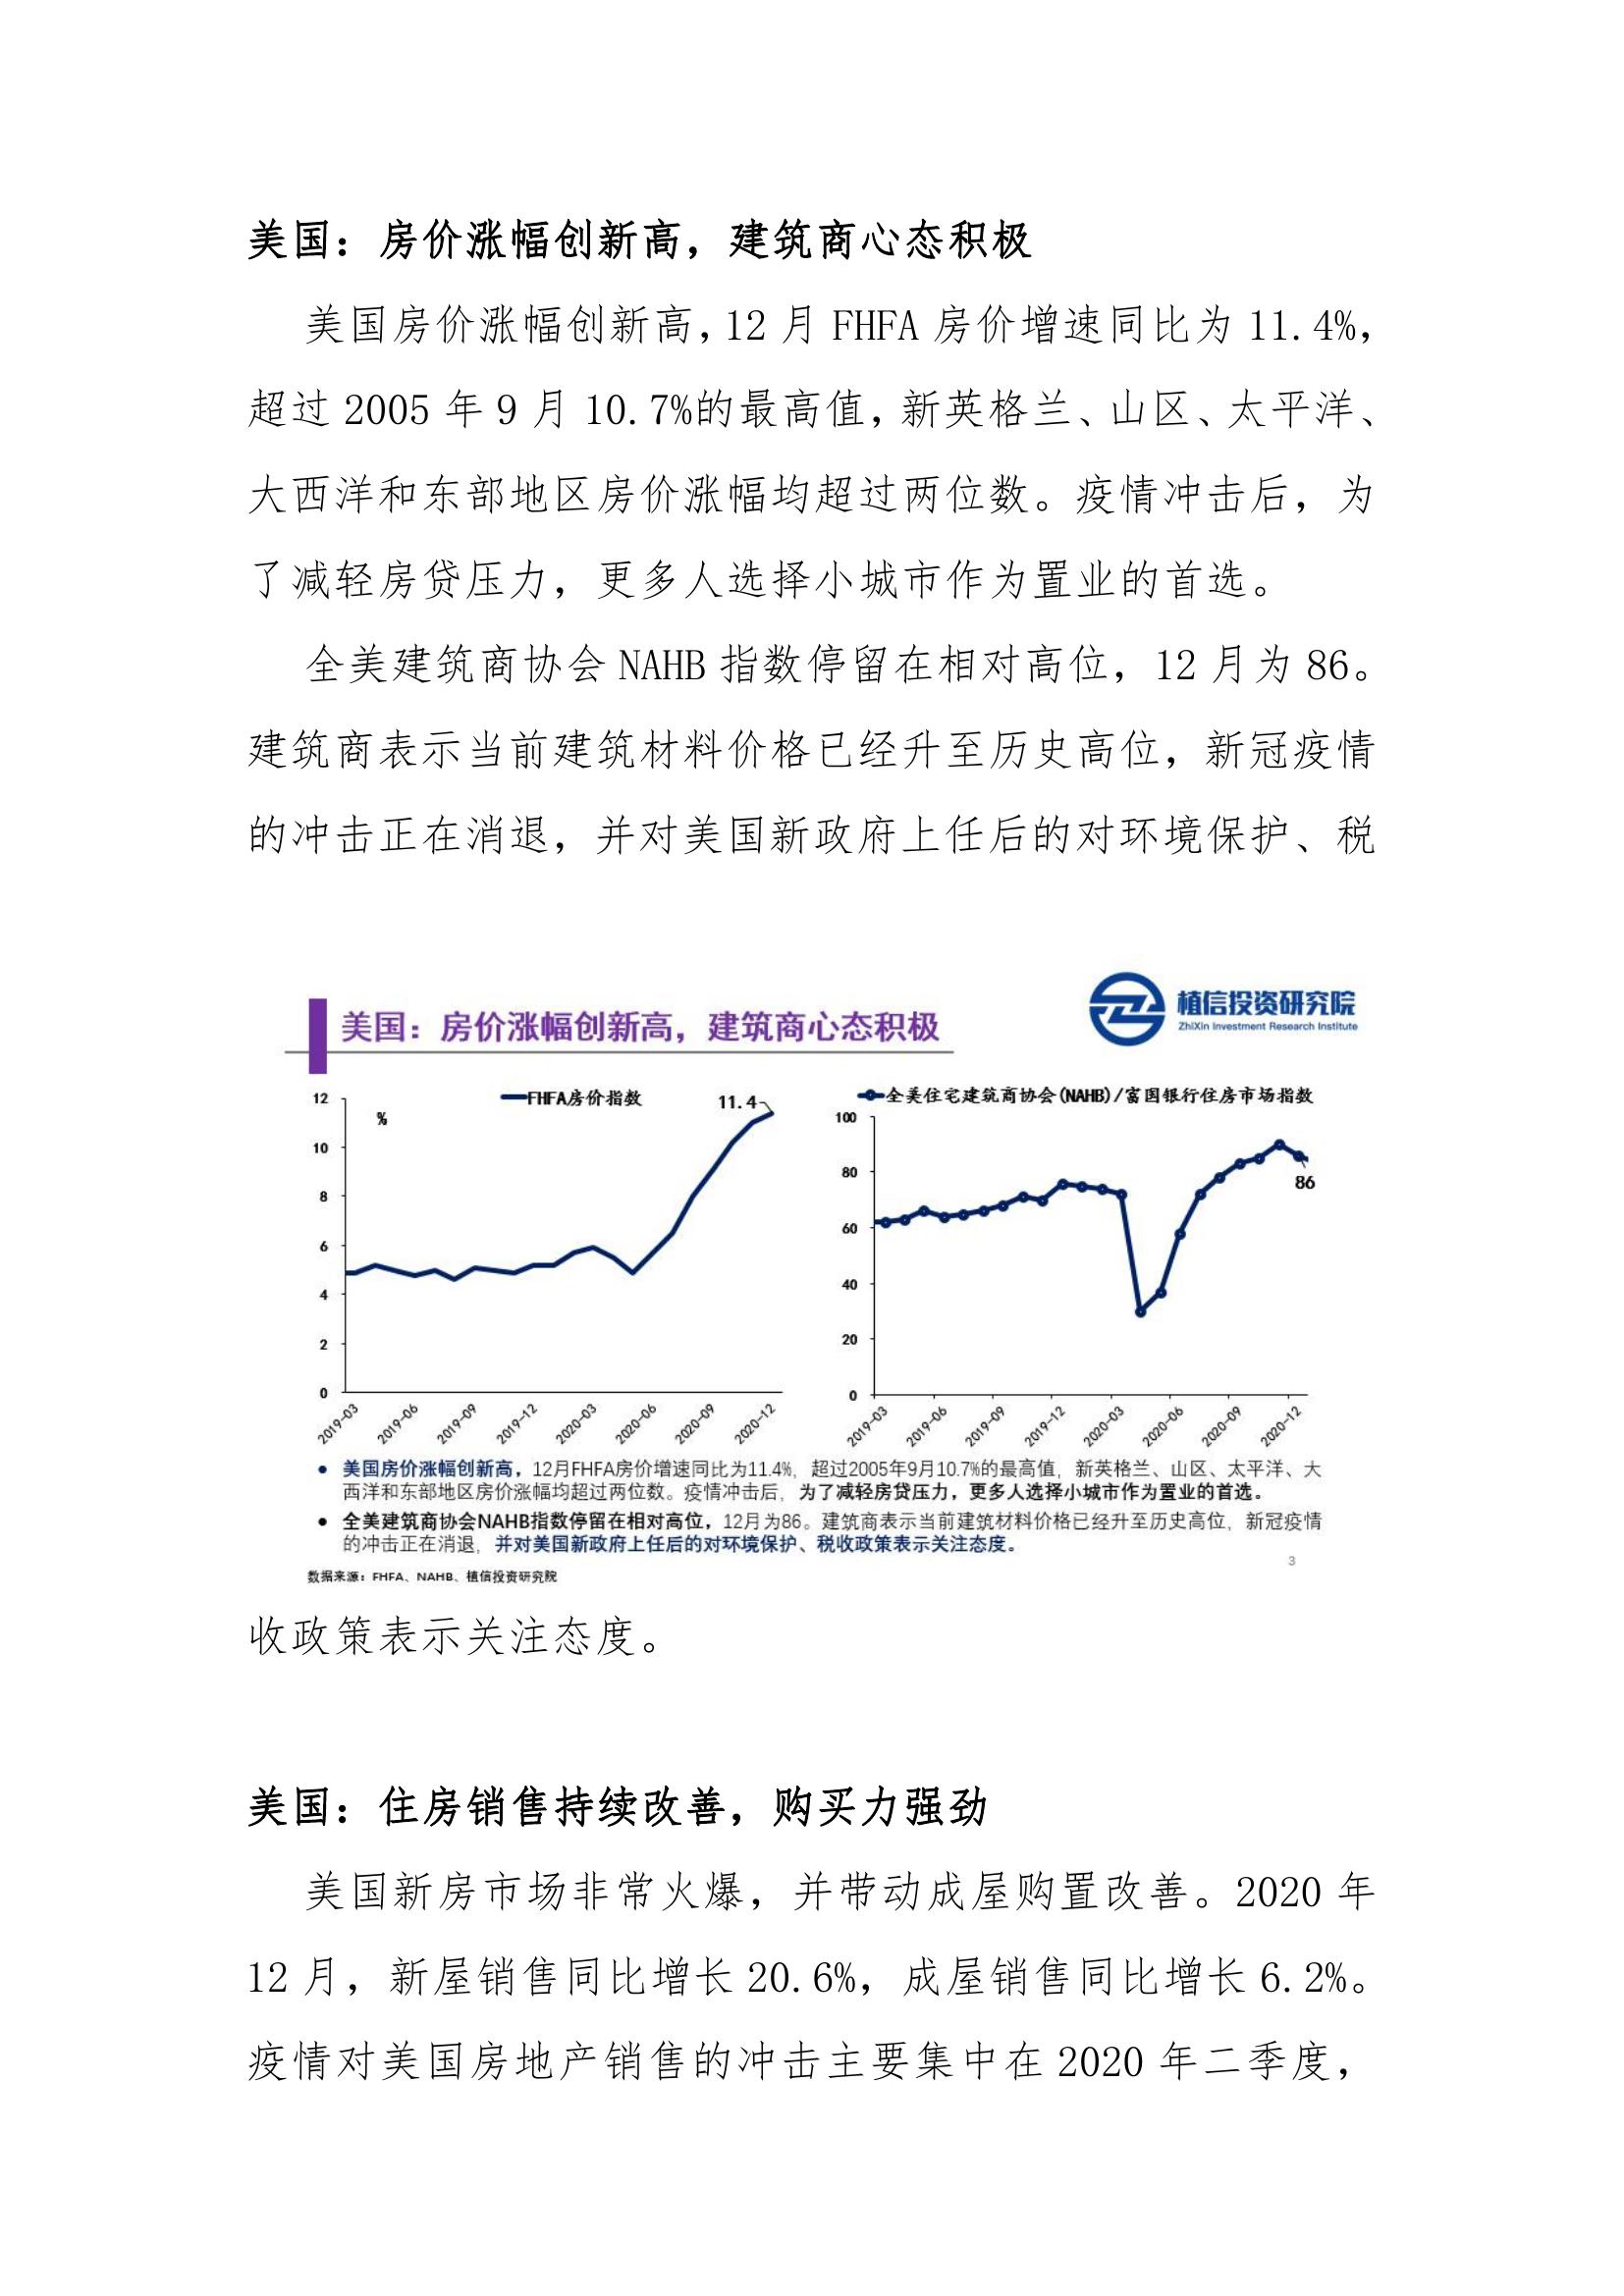 美国：房价涨幅创新高，建筑商心态积极
美国房价涨幅创新高，12 月 FHFA 房价增速同比为 11.4%，
超过 2005 年 9 月 10.7%的最高值，新英格兰、山区、太平洋、
大西洋和东部地区房价涨幅均超过两位数。疫情冲击后，为
了减轻房贷压力，更多人选择小城市作为置业的首选。
全美建筑商协会 NAHB 指数停留在相对高位，12 月为 86。
建筑商表示当前建筑材料价格已经升至历史高位，新冠疫情
的冲击正在消退，并对美国新政府上任后的对环境保护、税
美国：房价涨幅创新高，建筑商心态积极
植信投资研究院
ZhiXin Investment Research Institute
FHFA房价指数
%
11.4
12
10
8
6
4
2
0
2019-03
2019-06
2019-09
2019-12
2020-03
2020-06
2020-09
2020-12
全美住宅建筑商协会(NAHB)/富国银行住房市场指数
100
80
60
40
20
0
86
2019-03
2019-06
2019-09
2019-12
2020-03
2020-06
2020-09
2020-12
● 美国房价涨幅创新高，12月FHFA房价增速同比为11.4%，超过2005年9月10.7%的最高值，新英格兰、山区、太平洋、大
西洋和东部地区房价涨幅均超过两位数。疫情冲击后，为了减轻房贷压力，更多人选择小城市作为置业的首选。
● 全美建筑商协会NAHB指数停留在相对高位，12月为86。建筑商表示当前建筑材料价格已经升至历史高位，新冠疫情
的冲击正在消退，并对美国新政府上任后的对环境保护、税收政策表示关注态度。
3
数据来源：FHFA、NAHB、植信投资研究院
收政策表示关注态度。
美国：住房销售持续改善，购买力强劲
美国新房市场非常火爆，并带动成屋购置改善。2020 年
12 月，新屋销售同比增长 20.6%，成屋销售同比增长 6.2%。
疫情对美国房地产销售的冲击主要集中在 2020 年二季度，